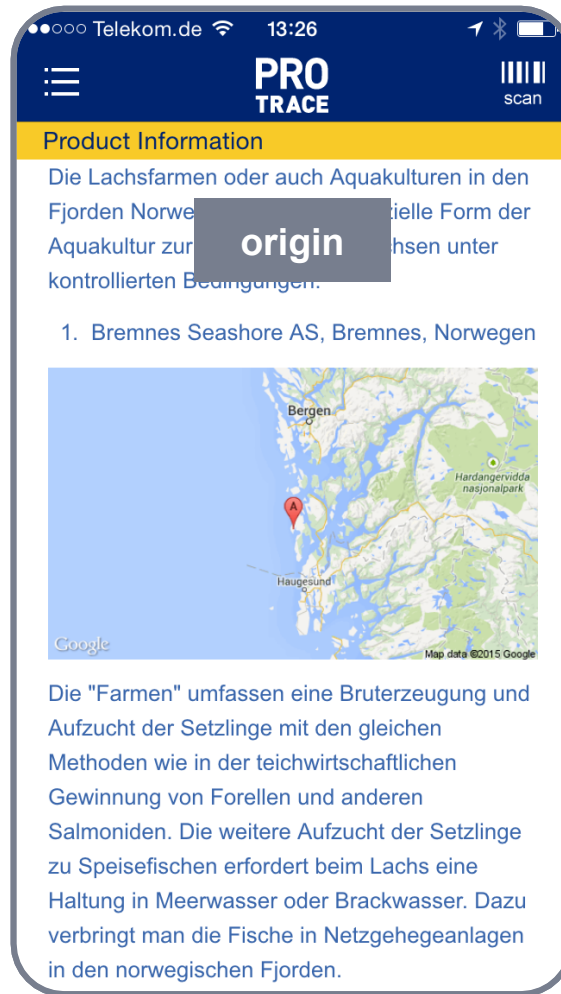 Telekom.de 13:26
PRO
TRACE
scan
Product Information
Die Lachsfarmen oder auch Aquakulturen in den
Fjorden Norwe zielle Form der
origin
Aquakultur zur hsen unter
kontrollierten Bedingungen.
1. Bremnes Seashore AS, Bremnes, Norwegen
Bergen
Hardangervidda
nasjonalpark
A
Haugesund
Google
Map data ©2015 Google
Die "Farmen" umfassen eine Bruterzeugung und
Aufzucht der Setzlinge mit den gleichen
Methoden wie in der teichwirtschaftlichen
Gewinnung von Forellen und anderen
Salmoniden. Die weitere Aufzucht der Setzlinge
zu Speisefischen erfordert beim Lachs eine
Haltung in Meerwasser oder Brackwasser. Dazu
verbringt man die Fische in Netzgehegeanlagen
in den norwegischen Fjorden.